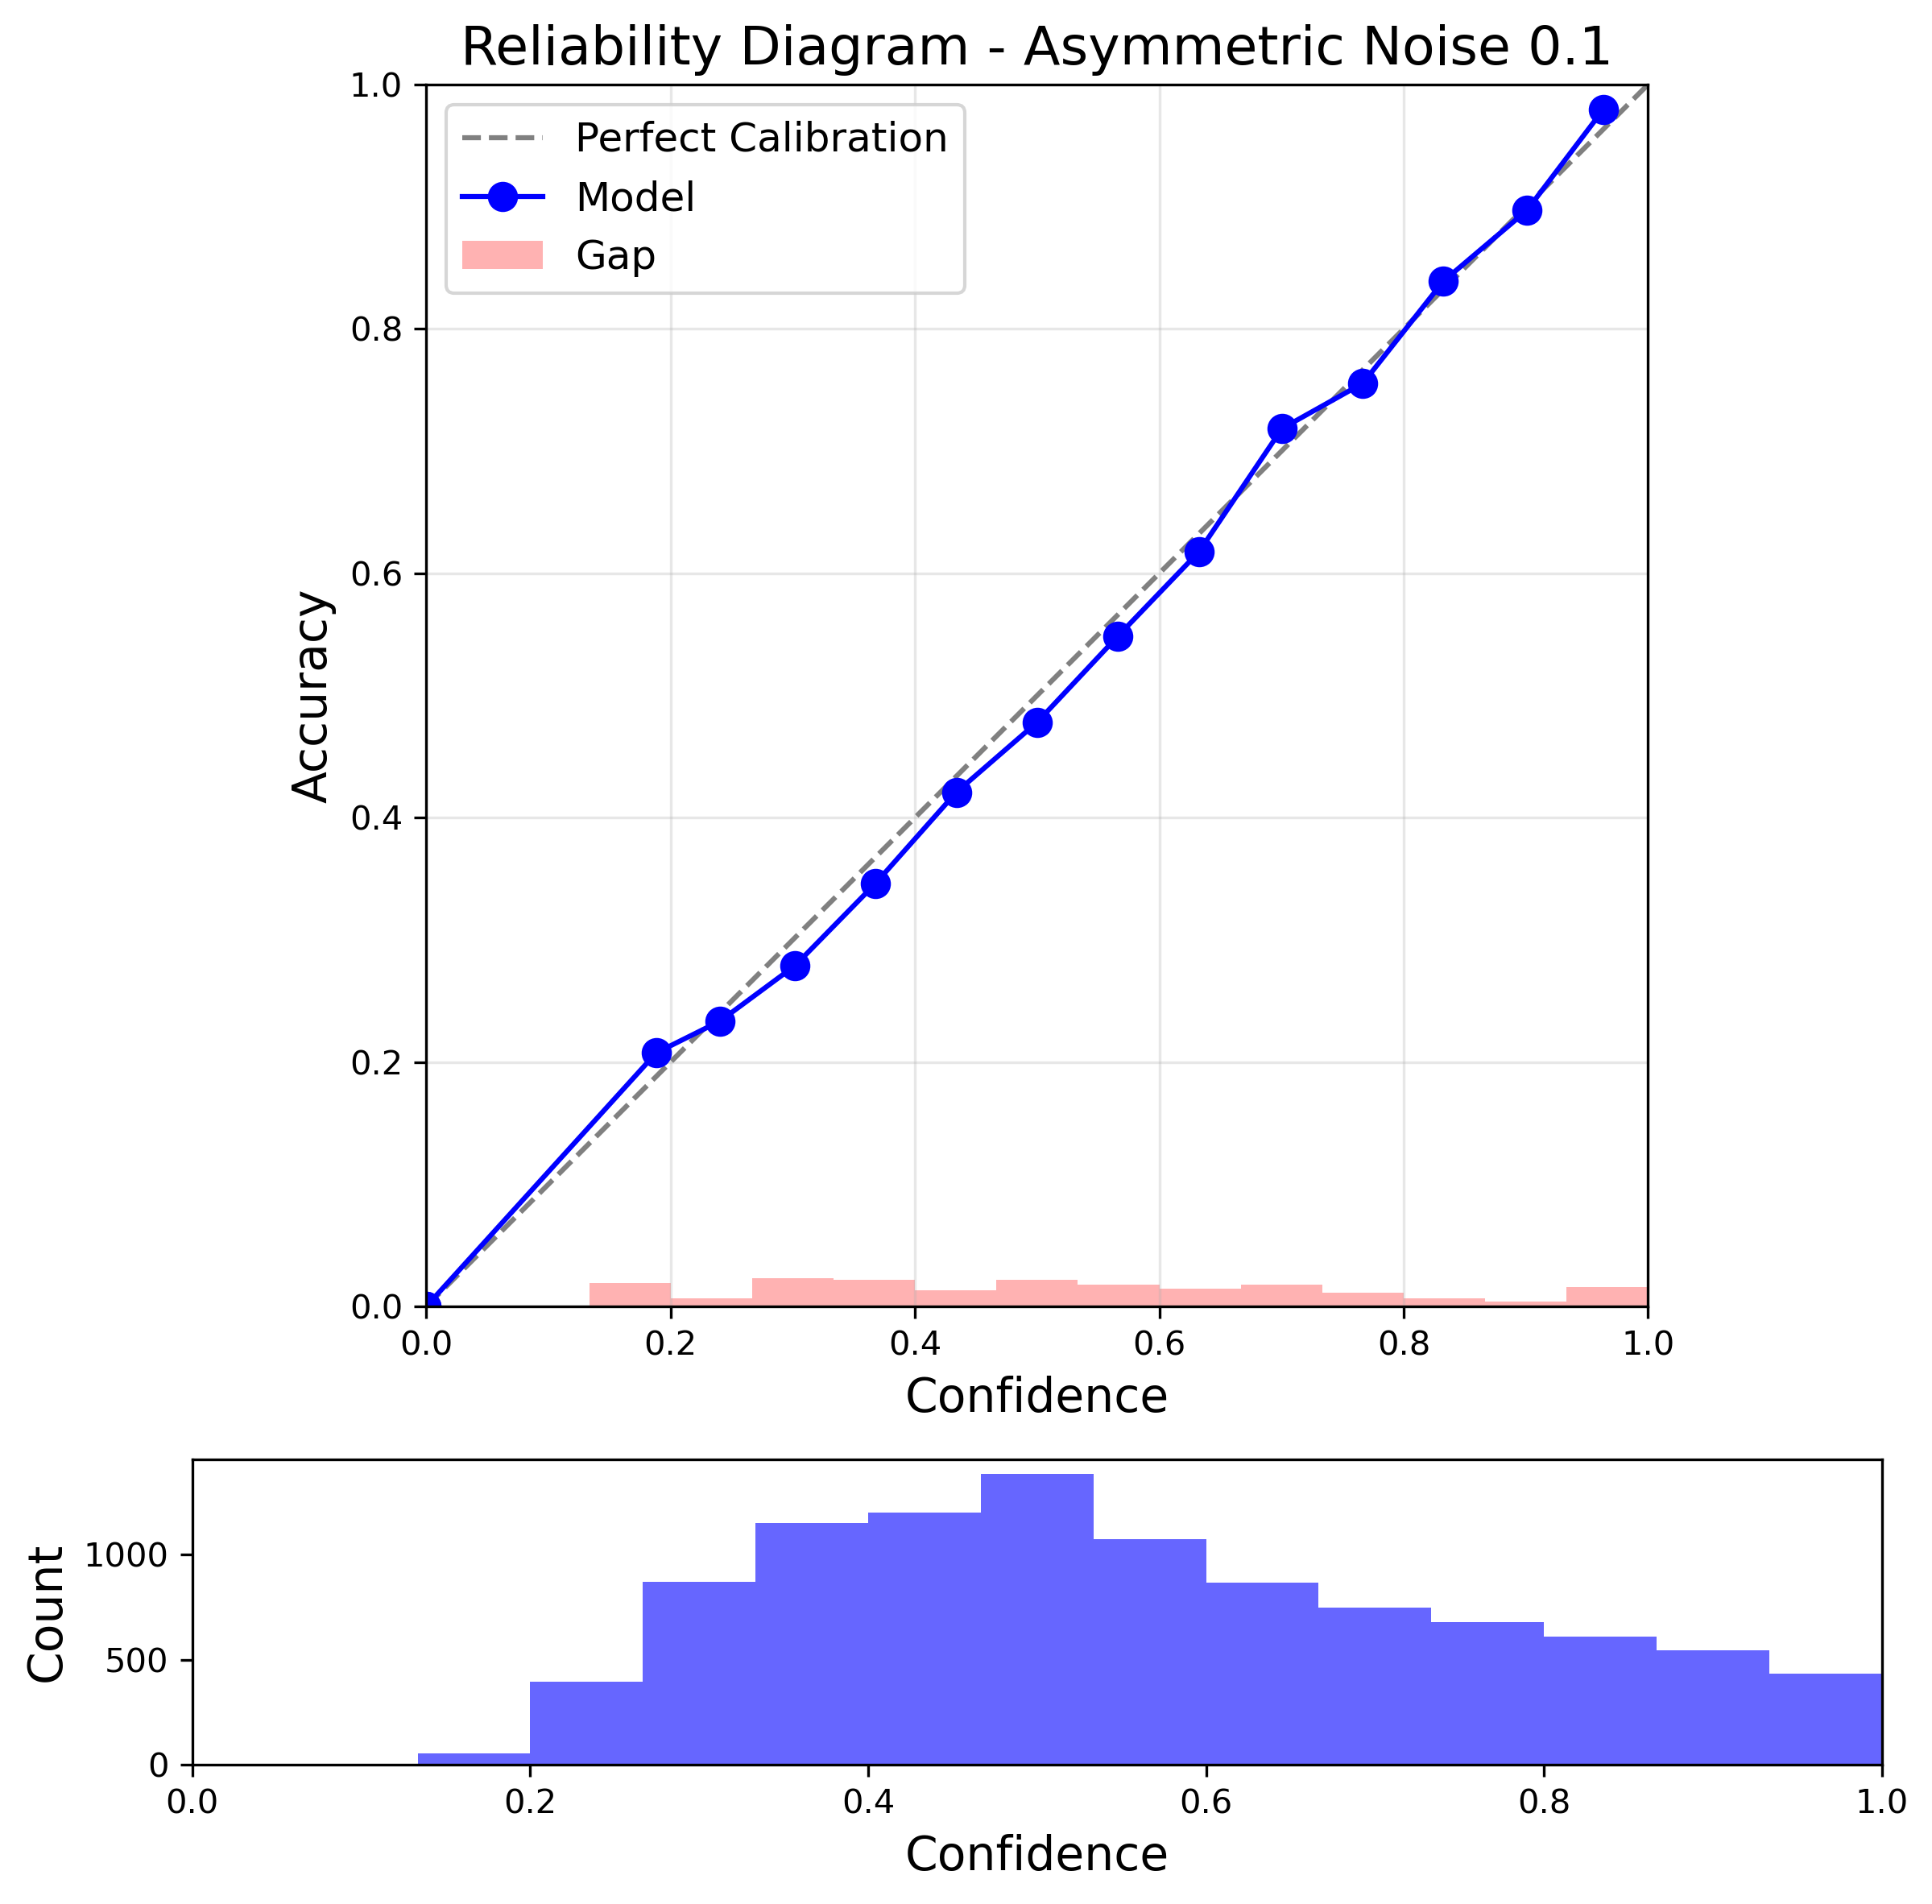 Reliability Diagram - Asymmetric Noise 0.1
1.0
Perfect Calibration
Model
Gap
0.8
0.6
Accuracy
0.4
0.2
0.0
0.0 0.2 0.4 0.6 0.8 1.0
Confidence
1000
Count
500
0
0.0 0.2 0.4 0.6 0.8 1.0
Confidence